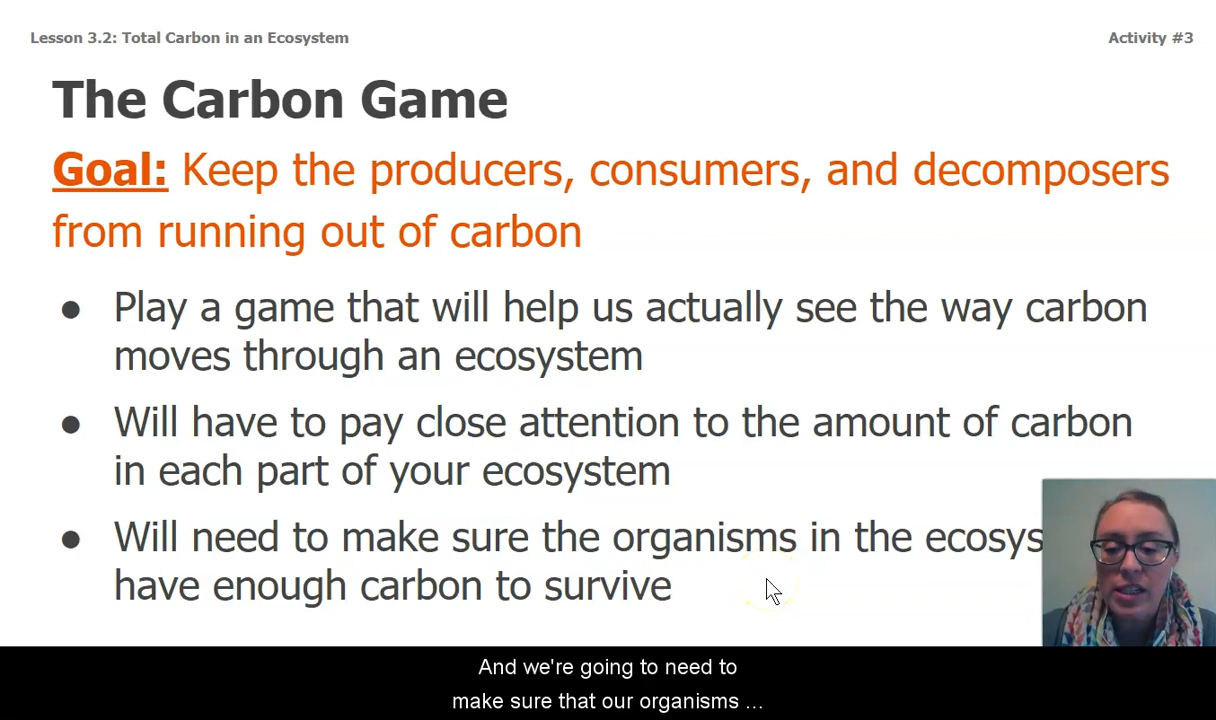 Lesson 3.2: Total Carbon in an Ecosystem
Activity #3
The Carbon Game
Goal: Keep the producers, consumers, and decomposers
from running out of carbon
● Play a game that will help us actually see the way carbon
moves through an ecosystem
● Will have to pay close attention to the amount of carbon
in each part of your ecosystem
● Will need to make sure the organisms in the ecosys
have enough carbon to survive
And we're going to need to
make sure that our organisms ...